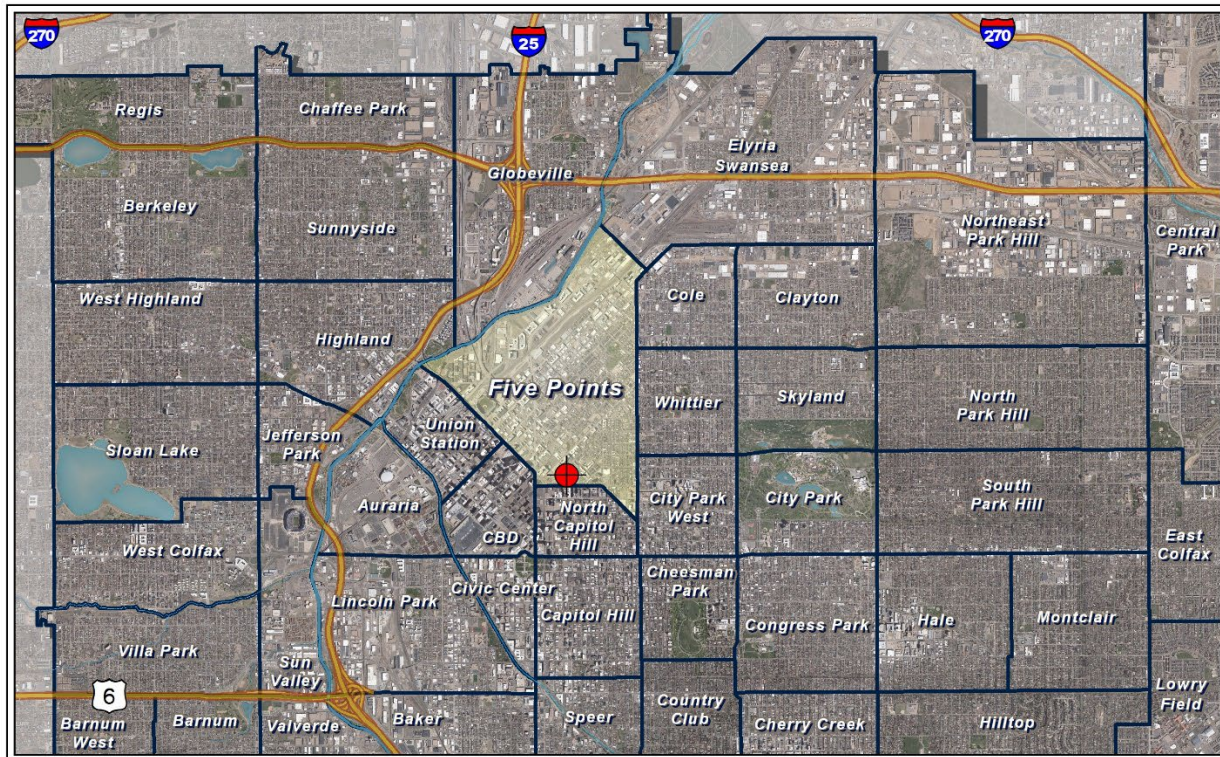 270
25
270
Regis
Chaffee Park
Elyria
Swansea
Globeville
Berkeley
Sunnyside
Northeast
Park Hill
Central
Park
West Highland
Highland
Cole
Clayton
Five Points
Whittier
Skyland
North
Park Hill
Sloan Lake
Jefferson
Park
Union
Station
Auraria
CBD
North
Capitol
Hill
City Park
West
City Park
South
Park Hill
East
Colfax
West Colfax
Lincoln Park
Civic Center
Capitol Hill
Cheesman
Park
Congress Park
Hale
Montclair
Villa Park
Sun
Valley
6
Barnum
West
Barnum
Valverde
Baker
Speer
Country
Club
Cherry Creek
Hilltop
Lowry
Field